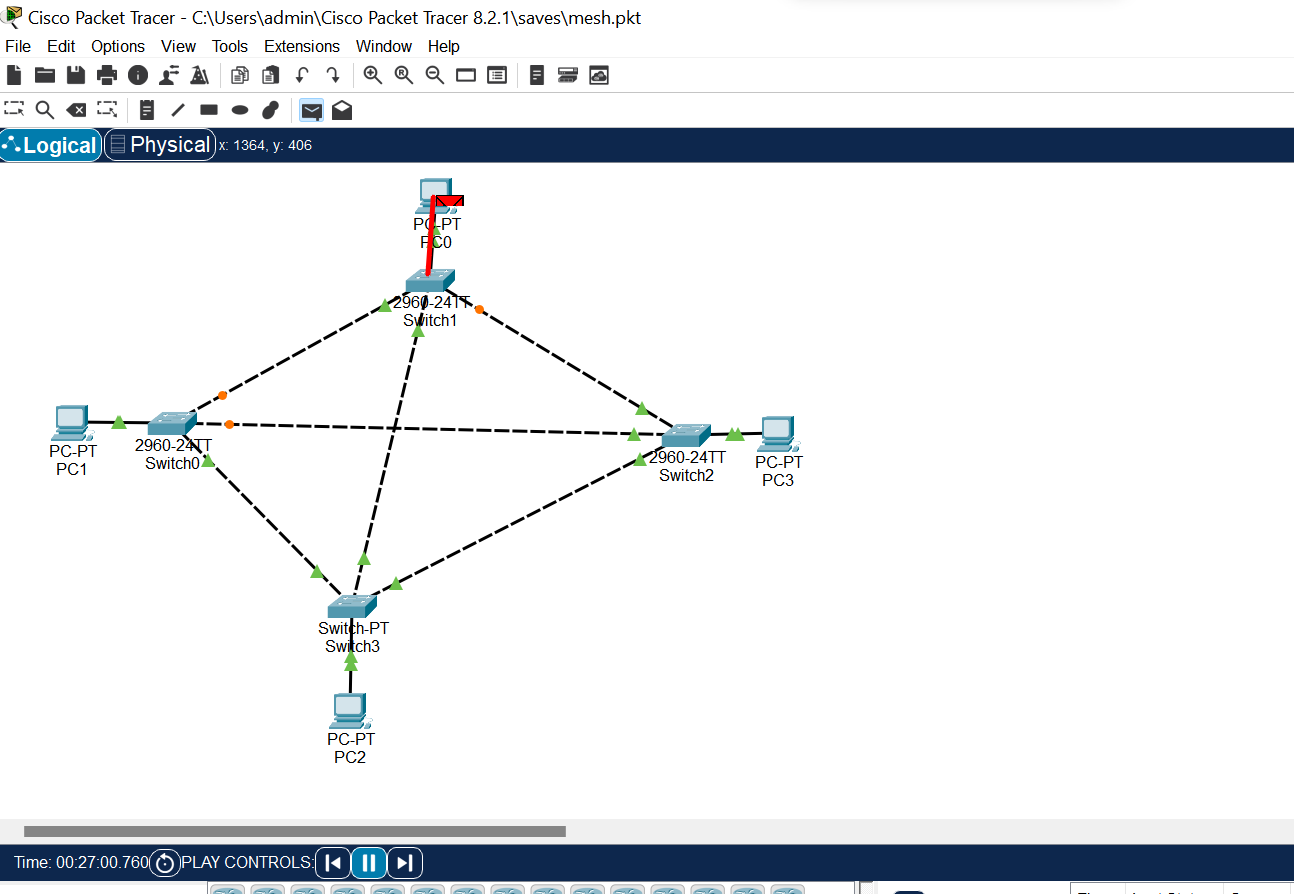 Cisco Packet Tracer - C:\Users\admin\Cisco Packet Tracer 8.2.1\saves\mesh.pkt
File Edit Options View Tools Extensions Window Help
Logical Physical x: 1364, y: 406
PC-PT
PC0
2960-24TT
Switch1
PC-PT
PC1
2960-24TT
Switch0
2960-24TT
Switch2
PC-PT
PC3
Switch-PT
Switch3
PC-PT
PC2
Time: 00:27:00.760 PLAY CONTROLS: